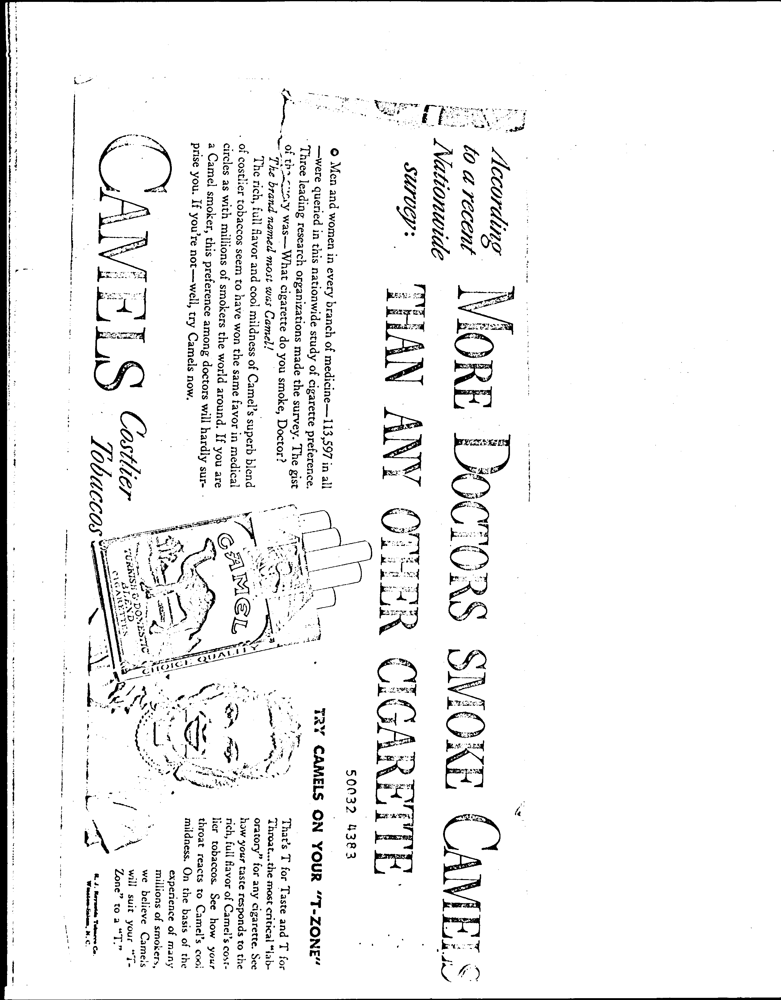 According
to a recent
Nationwide
survey:
MORE DOCTORS SMOKE CAMELS
THAN ANY OTHER CIGARETTE
Men and women in every branch of medicine—113,597 in all
—were queried in this nationwide study of cigarette preference.
Three leading research organizations made the survey. The gist
of the was—What cigarette do you smoke, Doctor?
The brand named most was Camel!
The rich, full flavor and cool mildness of Camel's superb blend
of costlier tobaccos seem to have won the same favor in medical
circles as with millions of smokers the world around. If you are
a Camel smoker, this preference among doctors will hardly sur-
prise you. If you're not—well, try Camels now.
CAMELS Costlier
Tobaccos
CAMEL
TURKISH & DOMESTIC
BLEND
CIGARETTES
CHOICE QUALITY
50032 4383
TRY CAMELS ON YOUR "T-ZONE"
That's T for Taste and T for
Throat...the most critical "lab-
oratory" for any cigarette. See
how your taste responds to the
rich, full flavor of Camel's cost-
lier tobaccos. See how your
throat reacts to Camel's cool
mildness. On the basis of the
experience of many
millions of smokers,
we believe Camels
will suit your "T-
Zone" to a "T."
R. J. Reynolds Tobacco Co.
Winston-Salem, N. C.